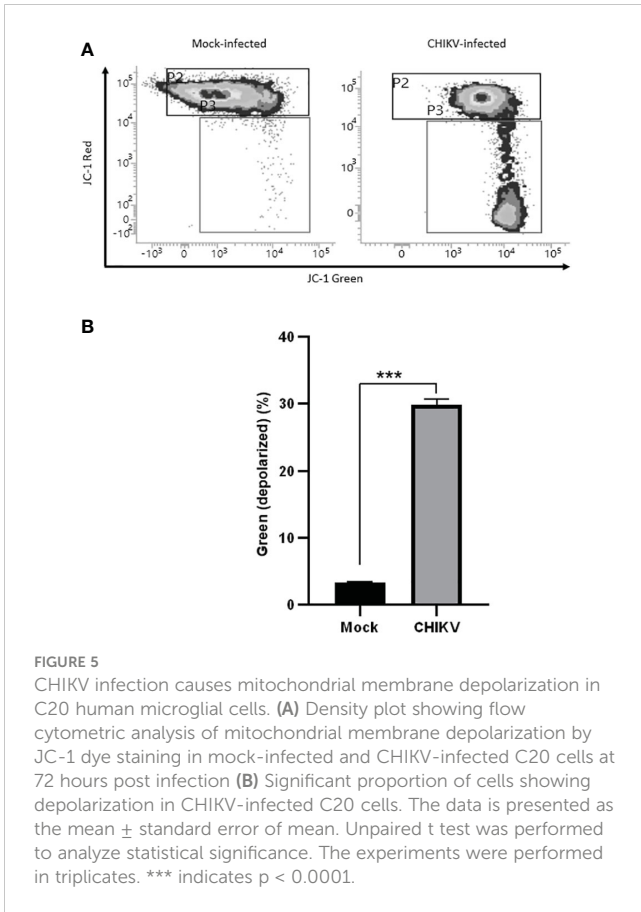 A
Mock-infected
CHIKV-infected
P2
P3
10⁵
10⁴
10³
10²
0
-10²
-10³ 0 10³ 10⁴ 10⁵
P2
P3
10⁵
10⁴
10³
0
0 10³ 10⁴ 10⁵
JC-1 Red
JC-1 Green
B
***
Green (depolarized) (%)
40
30
20
10
0
Mock CHIKV
FIGURE 5
CHIKV infection causes mitochondrial membrane depolarization in
C20 human microglial cells. (A) Density plot showing flow
cytometric analysis of mitochondrial membrane depolarization by
JC-1 dye staining in mock-infected and CHIKV-infected C20 cells at
72 hours post infection (B) Significant proportion of cells showing
depolarization in CHIKV-infected C20 cells. The data is presented as
the mean ± standard error of mean. Unpaired t test was performed
to analyze statistical significance. The experiments were performed
in triplicates. *** indicates p < 0.0001.